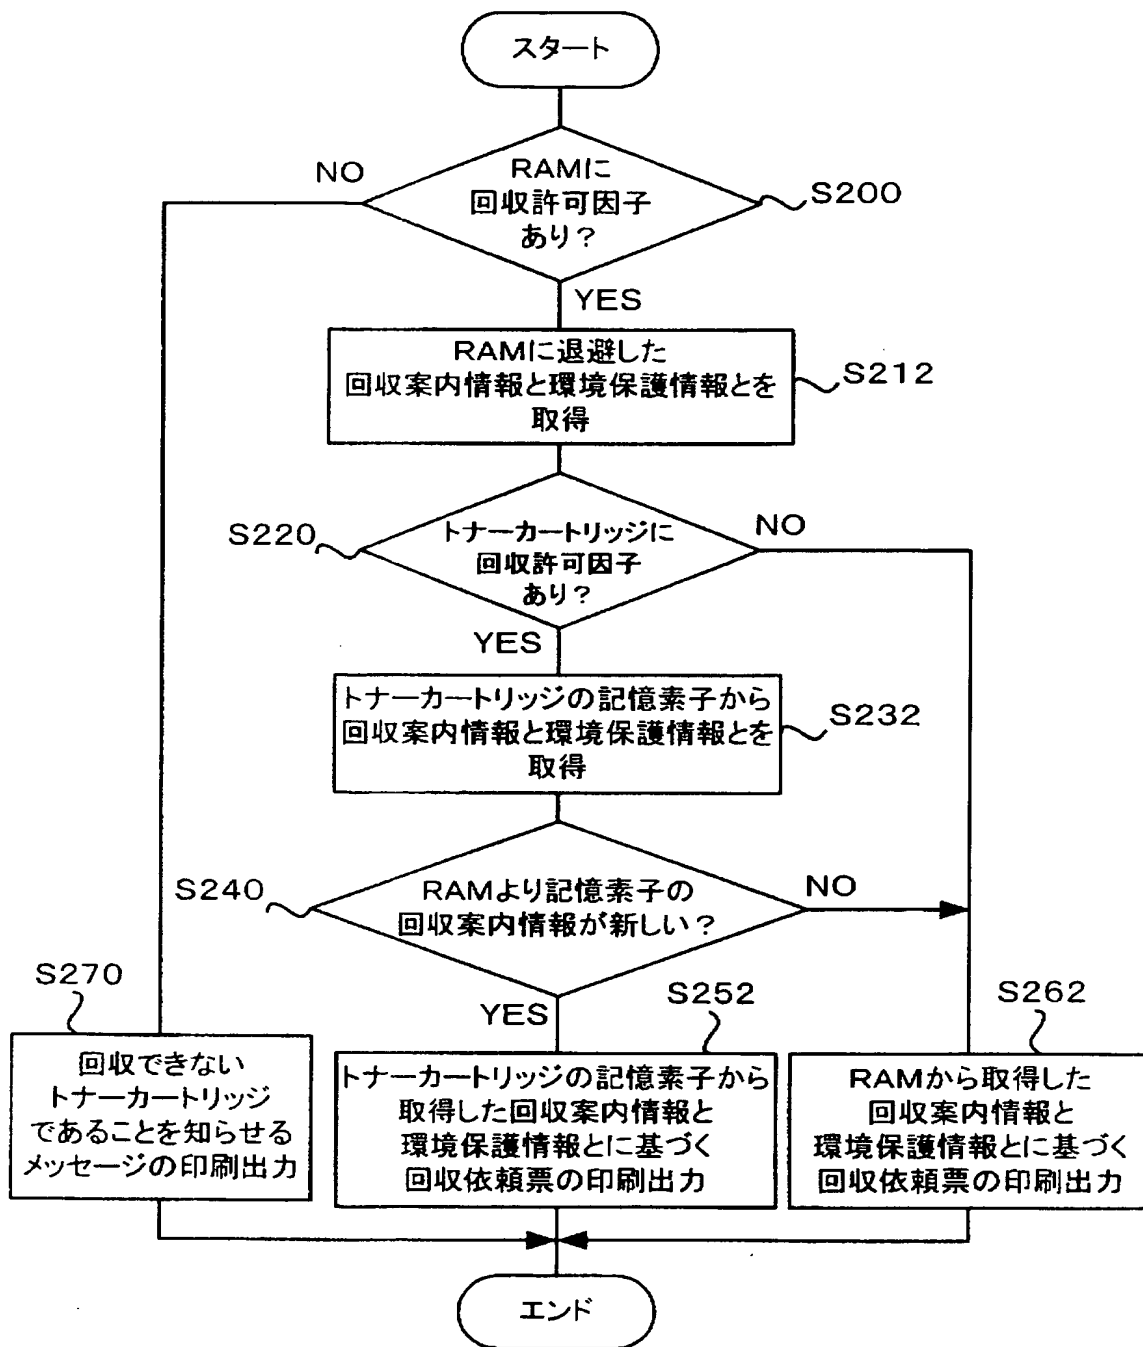 スタート
NO
RAMに
回収許可因子
あり?
S200
YES
RAMに退避した
回収案内情報と環境保護情報とを
取得
S212
S220
トナーカートリッジに
回収許可因子
あり?
NO
YES
トナーカートリッジの記憶素子から
回収案内情報と環境保護情報とを
取得
S232
S240
RAMより記憶素子の
回収案内情報が新しい?
NO
YES
S270
回収できない
トナーカートリッジ
であることを知らせる
メッセージの印刷出力
S252
トナーカートリッジの記憶素子から
取得した回収案内情報と
環境保護情報とに基づく
回収依頼票の印刷出力
S262
RAMから取得した
回収案内情報と
環境保護情報とに基づく
回収依頼票の印刷出力
エンド